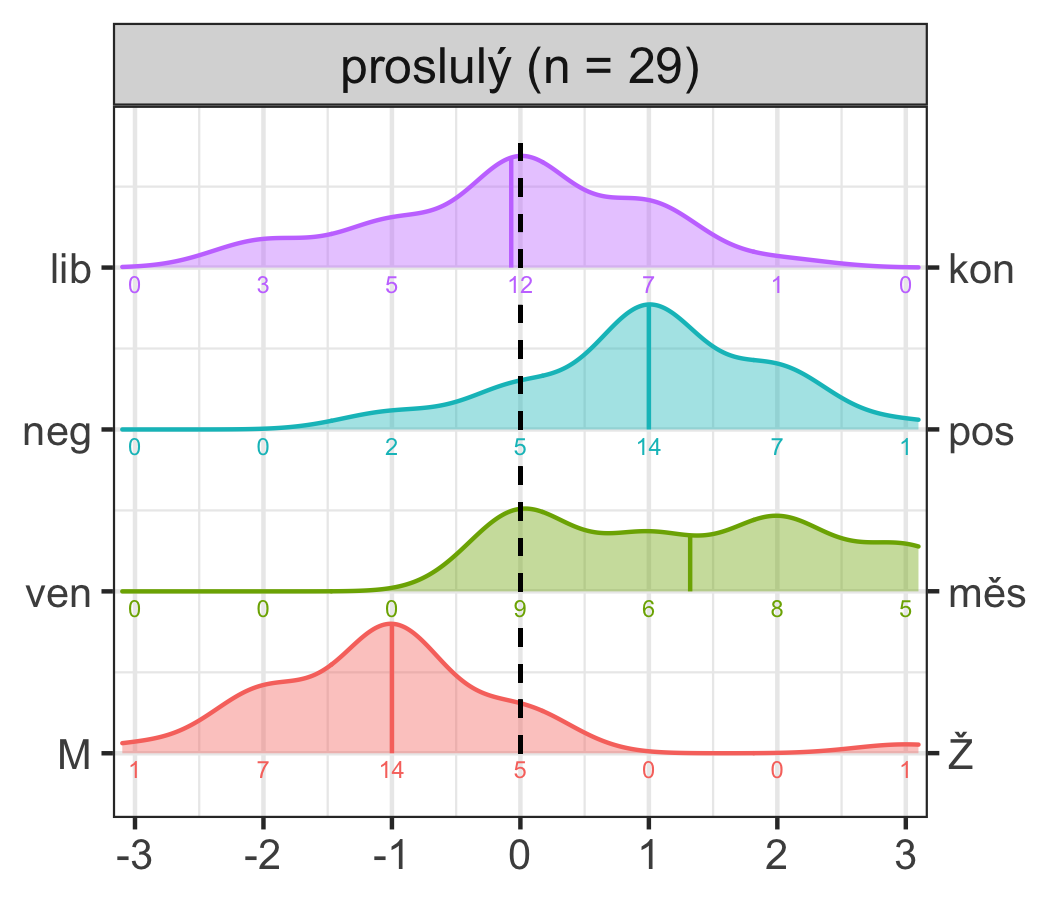 proslulý (n = 29)
lib kon
0 3 5 12 7 1 0
neg pos
0 0 2 5 14 7 1
ven měs
0 0 0 9 6 8 5
M Ž
1 7 14 5 0 0 1
-3 -2 -1 0 1 2 3